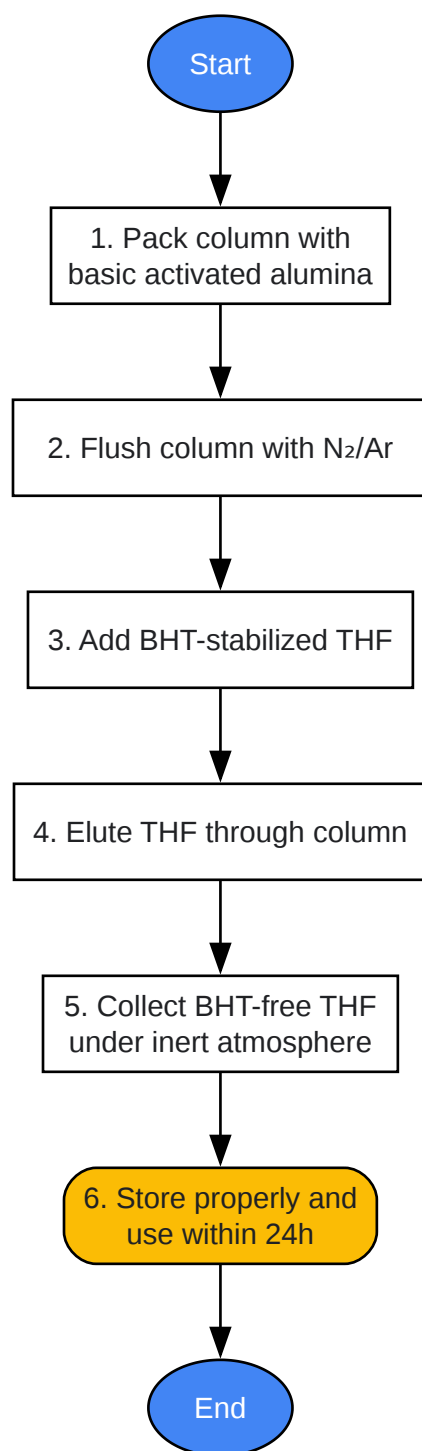 Start
1. Pack column with
basic activated alumina
2. Flush column with N₂/Ar
3. Add BHT-stabilized THF
4. Elute THF through column
5. Collect BHT-free THF
under inert atmosphere
6. Store properly and
use within 24h
End